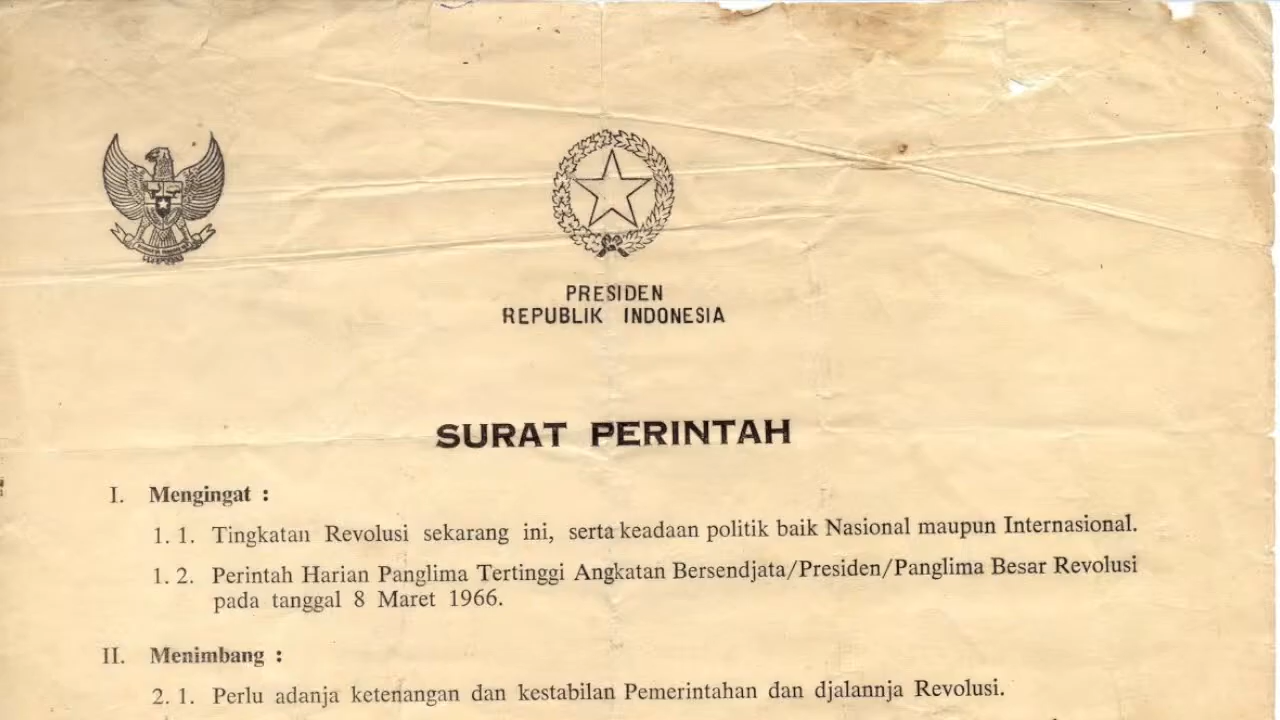 PRESIDEN
REPUBLIK INDONESIA
SURAT PERINTAH
I. Mengingat :
1. 1. Tingkatan Revolusi sekarang ini, serta keadaan politik baik Nasional maupun Internasional.
1. 2. Perintah Harian Panglima Tertinggi Angkatan Bersendjata/Presiden/Panglima Besar Revolusi
pada tanggal 8 Maret 1966.
II. Menimbang :
2. 1. Perlu adanja ketenangan dan kestabilan Pemerintahan dan djalannja Revolusi.